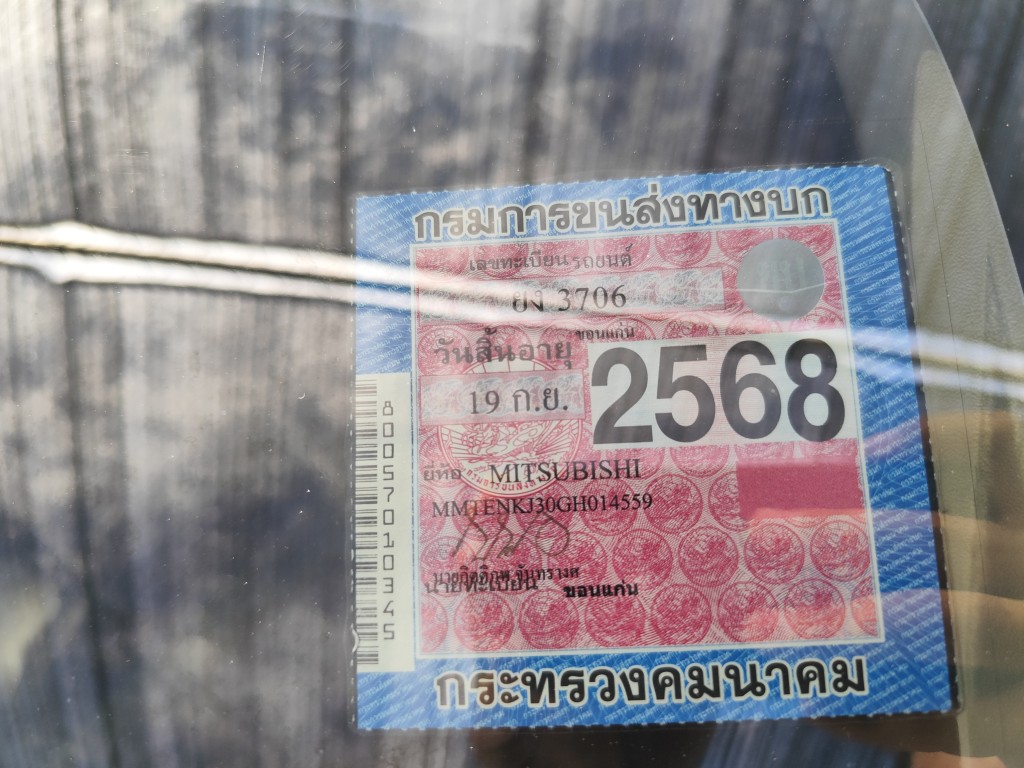 กรมการขนส่งทางบก
เลขทะเบียนรถยนต์
ยง 3706
ขอนแก่น
วันสิ้นอายุ
2568
19 ก.ย.
ยี่ห้อ MITSUBISHI
MMTENKJ30GH014559
นายทะเบียน ขอนแก่น
กระทรวงคมนาคม
800570103345